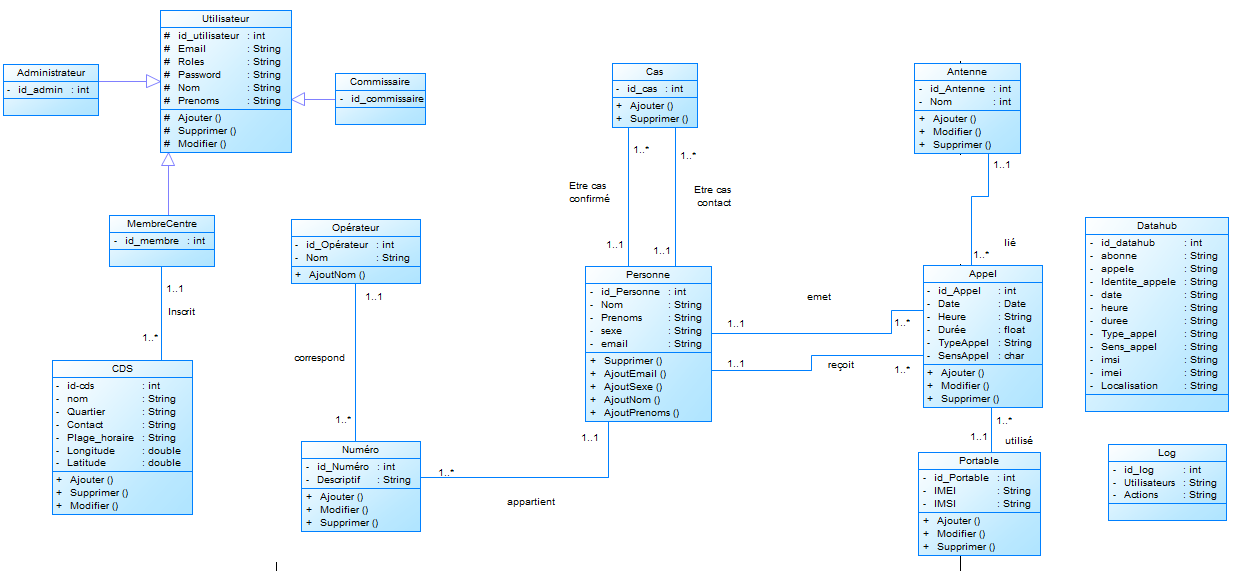 Utilisateur
# id_utilisateur : int
# Email : String
# Roles : String
# Password : String
# Nom : String
# Prenoms : String
# Ajouter ()
# Supprimer ()
# Modifier ()
Administrateur
- id_admin : int
Commissaire
- id_commissaire
MembreCentre
- id_membre : int
1..1
Inscrit
1..*
CDS
- id-cds : int
- nom : String
- Quartier : String
- Contact : String
- Plage_horaire : String
- Longitude : double
- Latitude : double
+ Ajouter ()
+ Supprimer ()
+ Modifier ()
Opérateur
- id_Opérateur : int
- Nom : String
+ AjoutNom ()
1..1
correspond
1..*
Numéro
- id_Numéro : int
- Descriptif : String
+ Ajouter ()
+ Modifier ()
+ Supprimer ()
1..*
appartient
1..1
Cas
- id_cas : int
+ Ajouter ()
+ Supprimer ()
1..*
1..*
Etre cas
confirmé
Etre cas
contact
1..1
1..1
Personne
- id_Personne : int
- Nom : String
- Prenoms : String
- sexe : String
- email : String
+ Supprimer ()
+ AjoutEmail ()
+ AjoutSexe ()
+ AjoutNom ()
+ AjoutPrenoms ()
emet
1..1
1..*
1..1
reçoit
1..*
Antenne
- id_Antenne : int
- Nom : int
+ Ajouter ()
+ Modifier ()
+ Supprimer ()
1..1
lié
1..*
Appel
- id_Appel : int
- Date : Date
- Heure : String
- Durée : float
- TypeAppel : String
- SensAppel : char
+ Ajouter ()
+ Modifier ()
+ Supprimer ()
1..*
1..1
utilisé
Portable
- id_Portable : int
- IMEI : String
- IMSI : String
+ Ajouter ()
+ Modifier ()
+ Supprimer ()
Datahub
- id_datahub : int
- abonne : String
- appele : String
- Identite_appele : String
- date : String
- heure : String
- duree : String
- Type_appel : String
- Sens_appel : String
- imsi : String
- imei : String
- Localisation : String
Log
- id_log : int
- Utilisateurs : String
- Actions : String